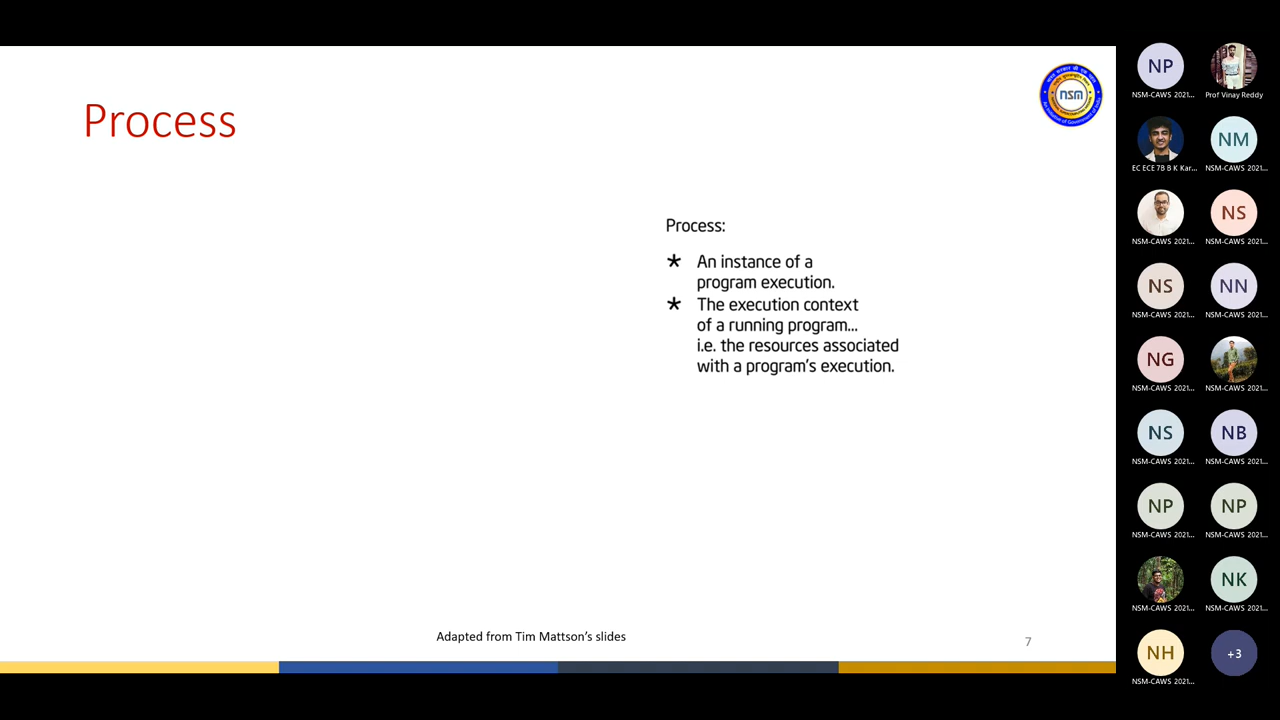 Process
nsm
Process:
* An instance of a
program execution.
* The execution context
of a running program...
i.e. the resources associated
with a program's execution.
Adapted from Tim Mattson's slides
7
NP
NSM-CAWS 2021...
Prof Vinay Reddy
EC ECE 7B B K Kar...
NM
NSM-CAWS 2021...
NSM-CAWS 2021...
NS
NSM-CAWS 2021...
NS
NSM-CAWS 2021...
NN
NSM-CAWS 2021...
NG
NSM-CAWS 2021...
NSM-CAWS 2021...
NS
NSM-CAWS 2021...
NB
NSM-CAWS 2021...
NP
NSM-CAWS 2021...
NP
NSM-CAWS 2021...
NSM-CAWS 2021...
NK
NSM-CAWS 2021...
NH
NSM-CAWS 2021...
+3